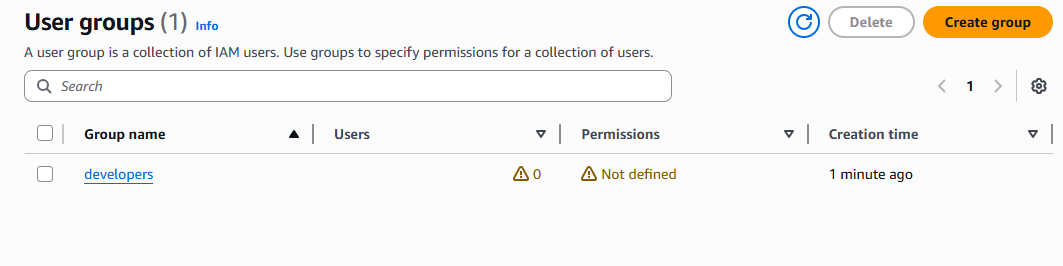 User groups (1) Info
Delete
Create group
A user group is a collection of IAM users. Use groups to specify permissions for a collection of users.
Search
1
Group name Users Permissions Creation time
developers 0 Not defined 1 minute ago